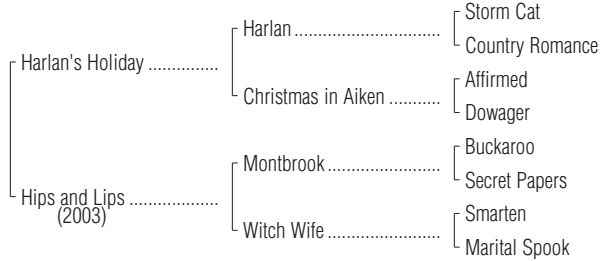 Storm Cat
Harlan
Country Romance
Harlan's Holiday
Affirmed
Christmas in Aiken
Dowager
Buckaroo
Montbrook
Secret Papers
Hips and Lips
(2003)
Smarten
Witch Wife
Marital Spook